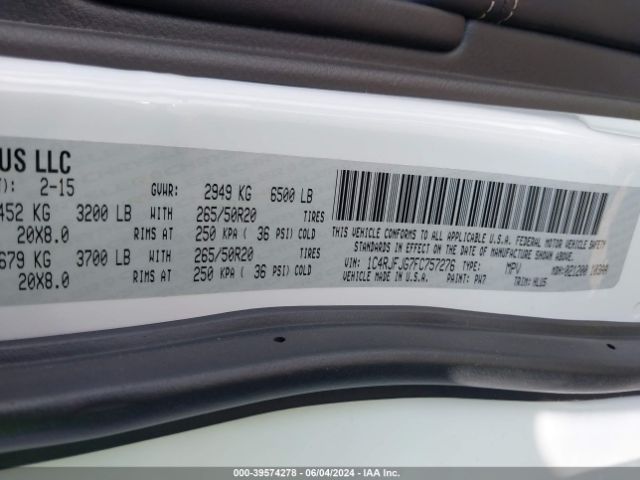 US LLC
T): 2-15 GVWR: 2949 KG 6500 LB
452 KG 3200 LB WITH 265/50R20 TIRES
20X8.0 RIMS AT 250 KPA ( 36 PSI) COLD
679 KG 3700 LB WITH 265/50R20 TIRES
20X8.0 RIMS AT 250 KPA ( 36 PSI) COLD
THIS VEHICLE CONFORMS TO ALL APPLICABLE U.S.A. FEDERAL MOTOR VEHICLE SAFETY
STANDARDS IN EFFECT ON THE DATE OF MANUFACTURE SHOWN ABOVE.
VIN: 1C4RJFJG7FC757276 TYPE: MPV MDH:021200
VEHICLE MADE IN U.S.A. PAINT: PW7 TRIM: HLU5
000-39574278 - 06/04/2024 - IAA Inc.